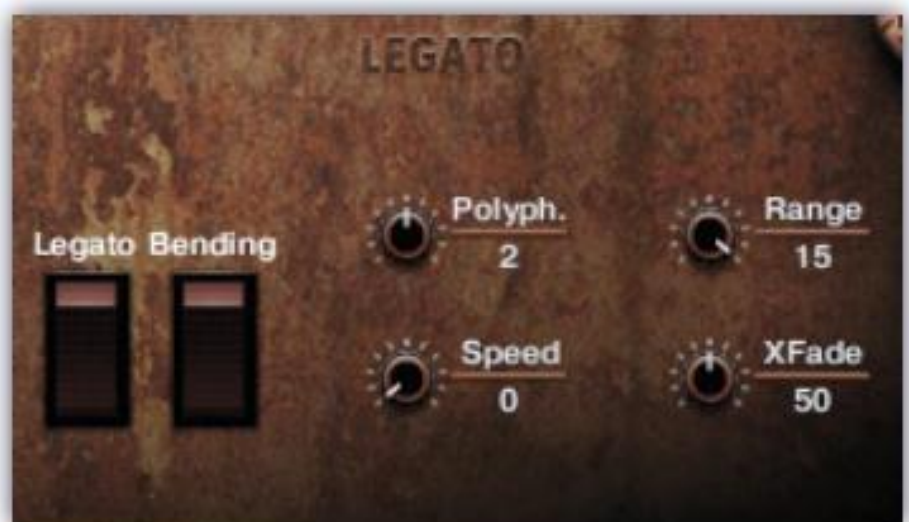 LEGATO
Legato Bending
Polyph.
2
Range
15
Speed
0
XFade
50